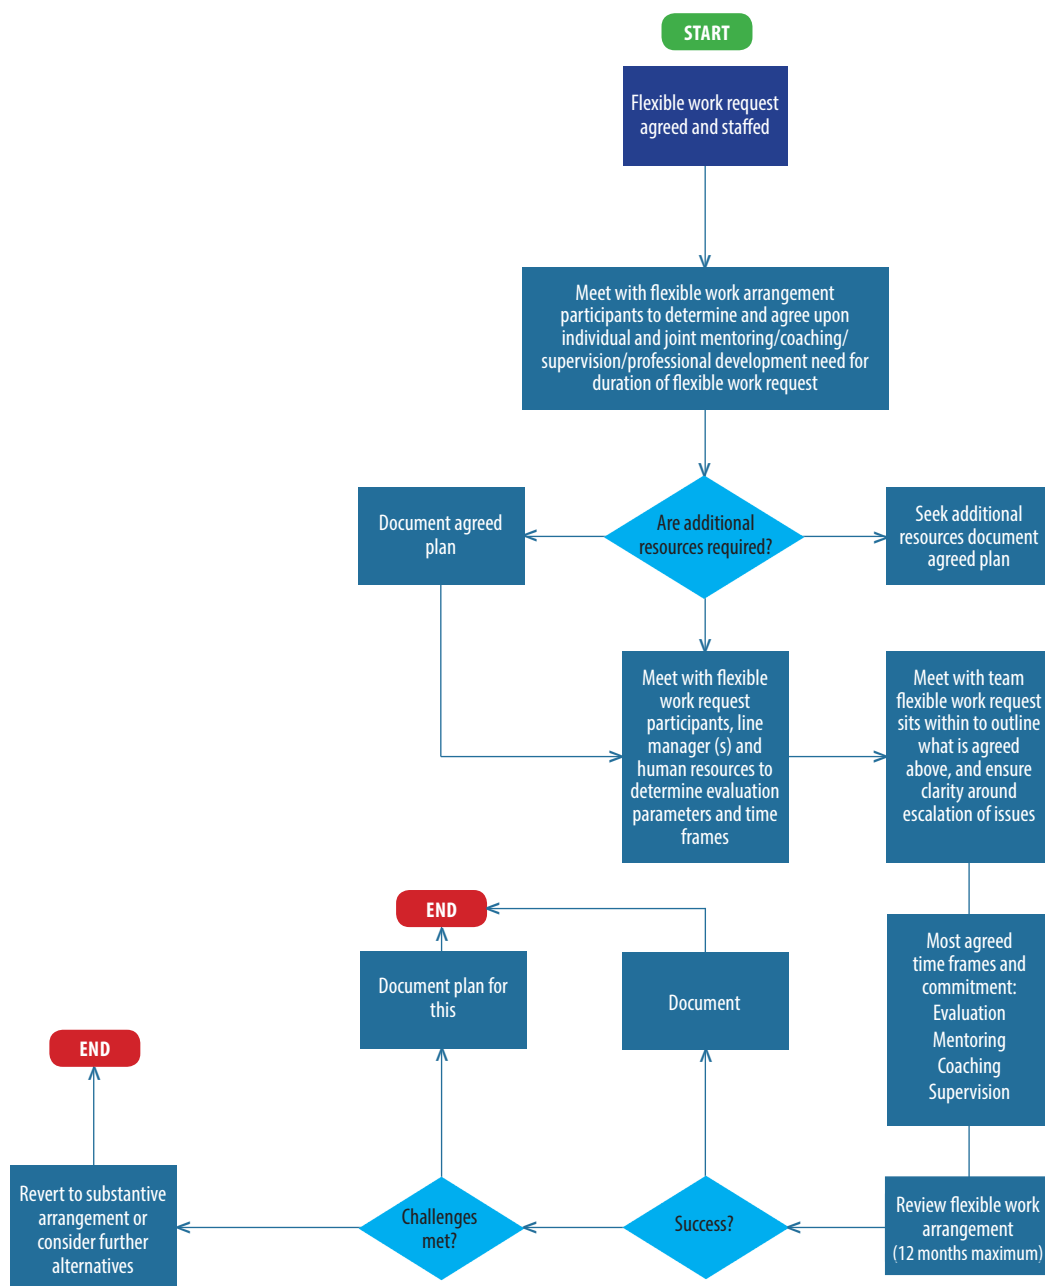 START
Flexible work request
agreed and staffed
Meet with flexible work arrangement
participants to determine and agree upon
individual and joint mentoring/coaching/
supervision/professional development need for
duration of flexible work request
Document agreed
plan
Are additional
resources required?
Seek additional
resources document
agreed plan
Meet with flexible
work request
participants, line
manager (s) and
human resources to
determine evaluation
parameters and time
frames
Meet with team
flexible work request
sits within to outline
what is agreed
above, and ensure
clarity around
escalation of issues
END
Document plan for
this
Document
Most agreed
time frames and
commitment:
Evaluation
Mentoring
Coaching
Supervision
END
Revert to substantive
arrangement or
consider further
alternatives
Challenges
met?
Success?
Review flexible work
arrangement
(12 months maximum)